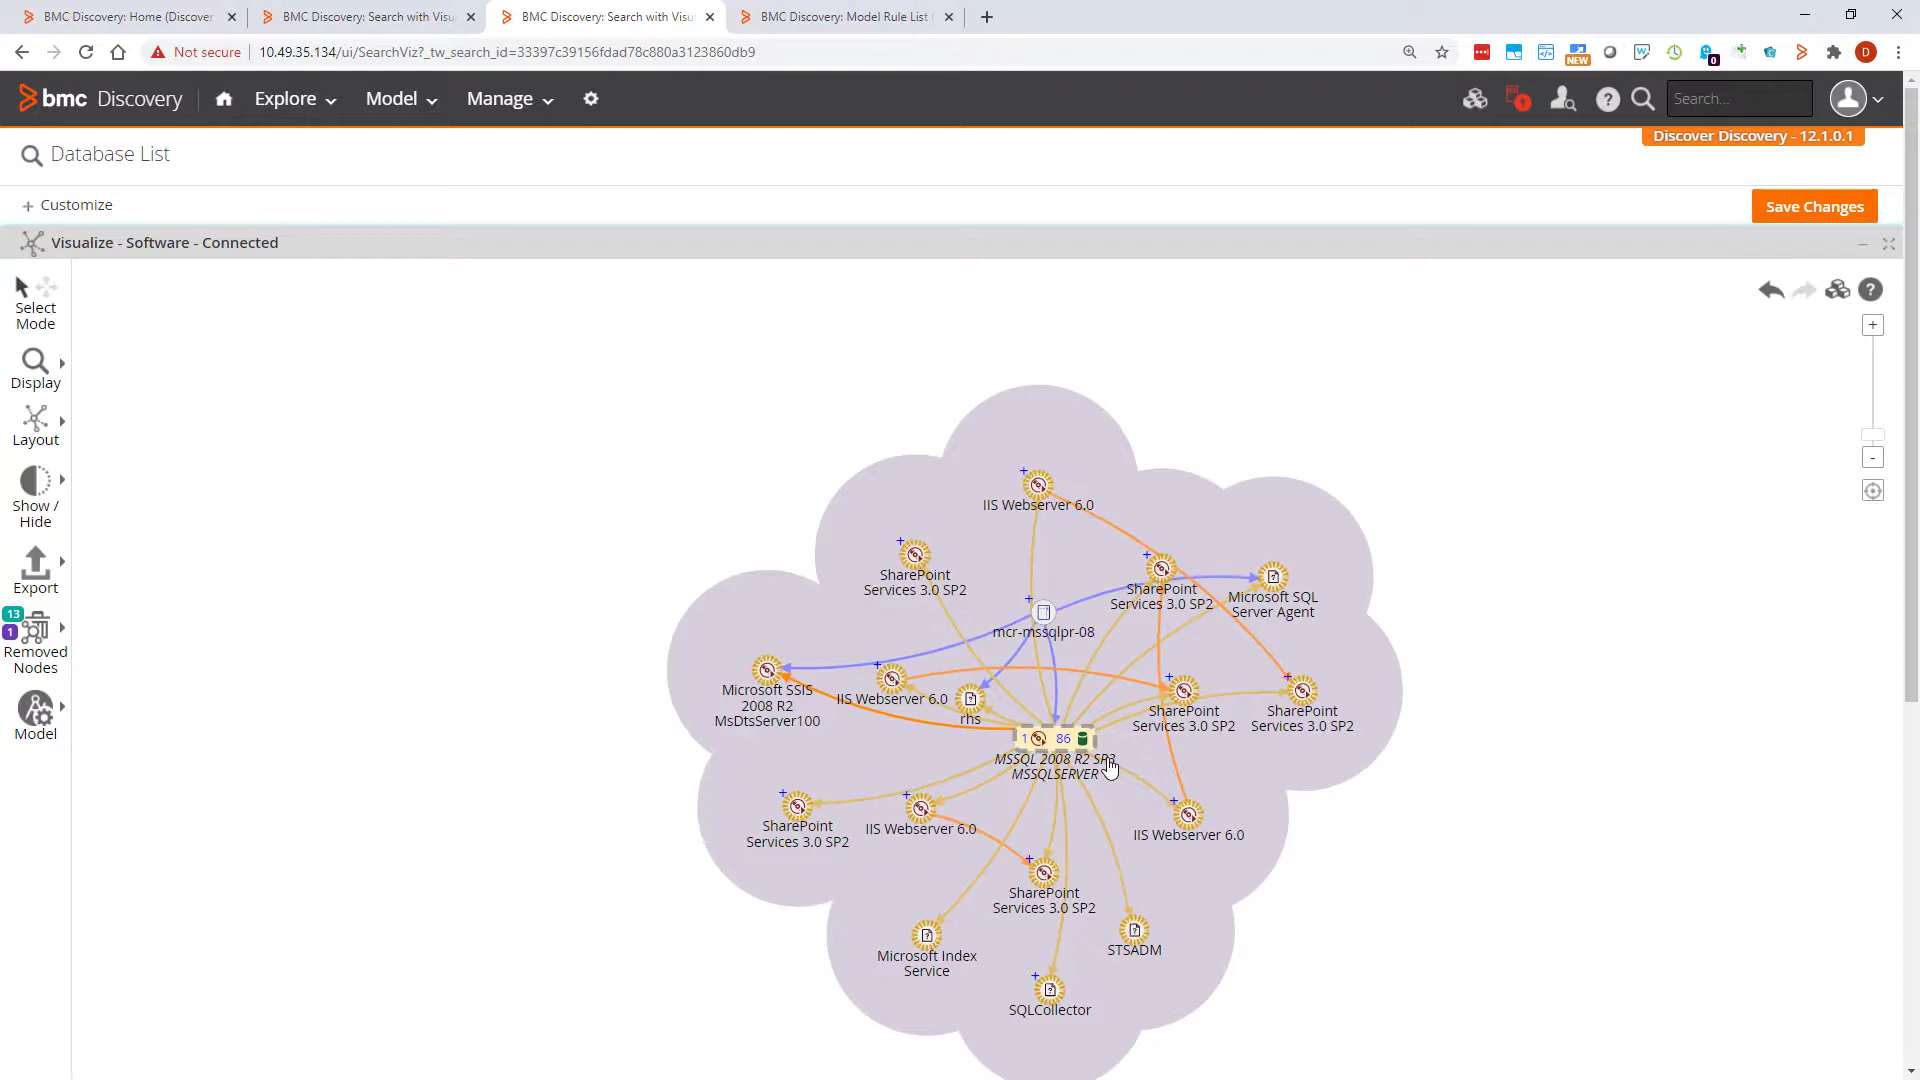 BMC Discovery: Home (Discover
BMC Discovery: Search with Visu
BMC Discovery: Search with Visu
BMC Discovery: Model Rule List
Not secure
10.49.35.134/ui/SearchViz?_tw_search_id=33397c39156fdad78c880a3123860db9
NEW
0
D
bmc Discovery
Explore
Model
Manage
Search...
Discover Discovery - 12.1.0.1
Database List
+ Customize
Save Changes
Visualize - Software - Connected
Select
Mode
Display
Layout
Show /
Hide
Export
13
1
Removed
Nodes
Model
+
-
IIS Webserver 6.0
SharePoint
Services 3.0 SP2
SharePoint
Services 3.0 SP2
Microsoft SQL
Server Agent
mcr-mssqlpr-08
Microsoft SSIS
2008 R2
MsDtsServer100
IIS Webserver 6.0
rhs
SharePoint
Services 3.0 SP2
SharePoint
Services 3.0 SP2
1 86
MSSQL 2008 R2 SP3
MSSQLSERVER
SharePoint
Services 3.0 SP2
IIS Webserver 6.0
IIS Webserver 6.0
SharePoint
Services 3.0 SP2
Microsoft Index
Service
STSADM
SQLCollector